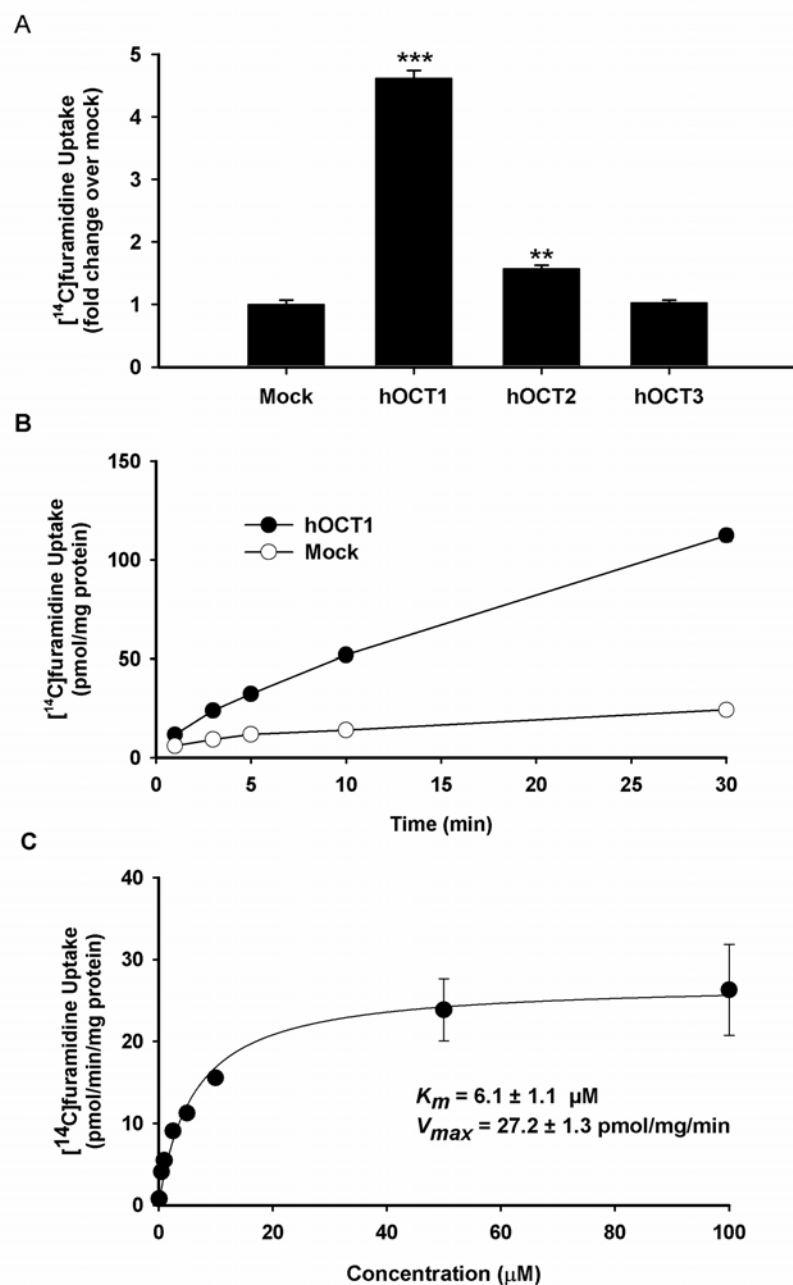 A
[¹⁴C]furamidine Uptake
(fold change over mock)
5
4
3
2
1
0
***
**
Mock hOCT1 hOCT2 hOCT3
B
[¹⁴C]furamidine Uptake
(pmol/mg protein)
150
100
50
0
hOCT1
Mock
0 5 10 15 20 25 30
Time (min)
C
[¹⁴C]furamidine Uptake
(pmol/min/mg protein)
40
30
20
10
0
Km = 6.1 ± 1.1 µM
Vmax = 27.2 ± 1.3 pmol/mg/min
0 20 40 60 80 100
Concentration (µM)